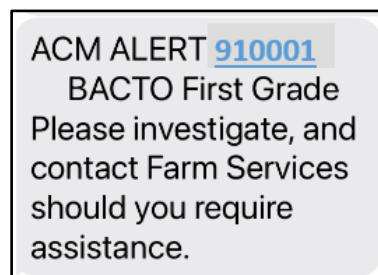 ACM ALERT 910001
BACTO First Grade
Please investigate, and
contact Farm Services
should you require
assistance.